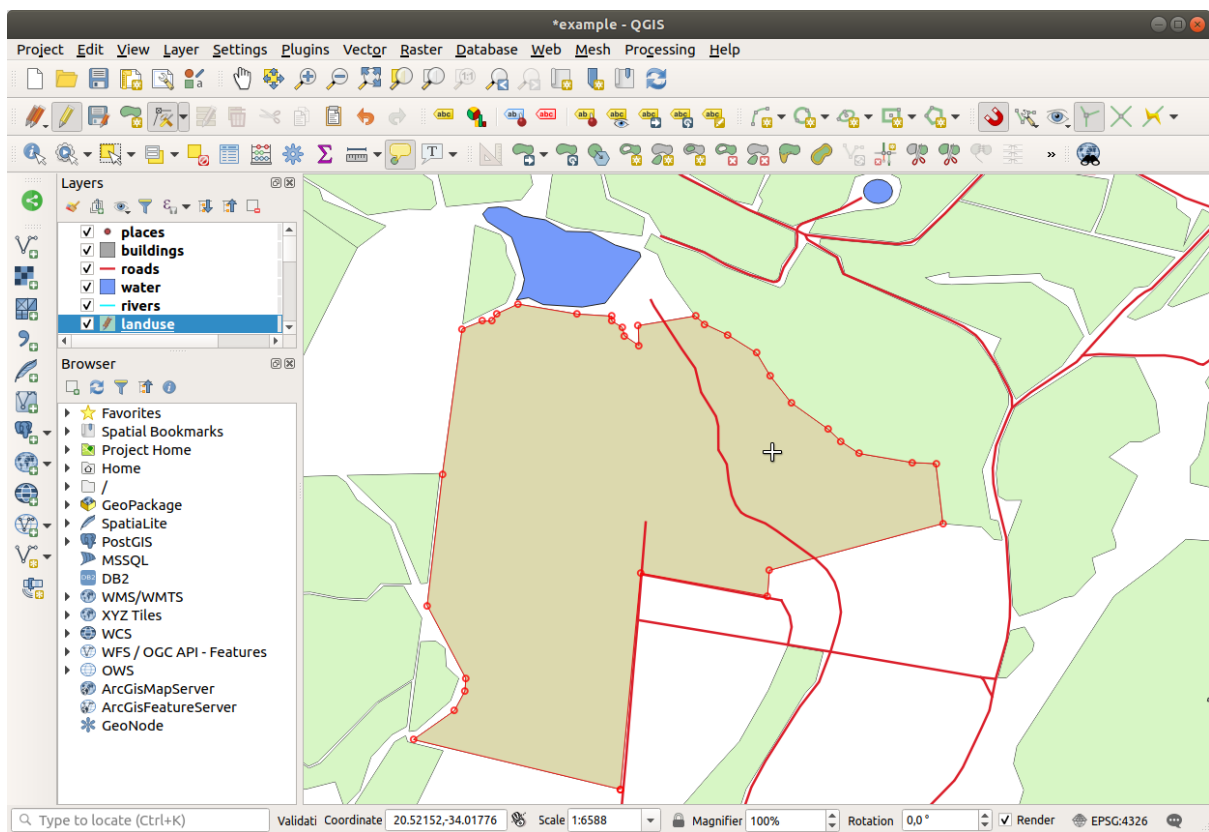 *example - QGIS
Project Edit View Layer Settings Plugins Vector Raster Database Web Mesh Processing Help
Layers
places
buildings
roads
water
rivers
landuse
Browser
Favorites
Spatial Bookmarks
Project Home
Home
/
GeoPackage
SpatiaLite
PostGIS
MSSQL
DB2
WMS/WMTS
XYZ Tiles
WCS
WFS / OGC API - Features
OWS
ArcGisMapServer
ArcGisFeatureServer
GeoNode
Type to locate (Ctrl+K) Validati Coordinate 20.52152,-34.01776 Scale 1:6588 Magnifier 100% Rotation 0,0 ° Render EPSG:4326